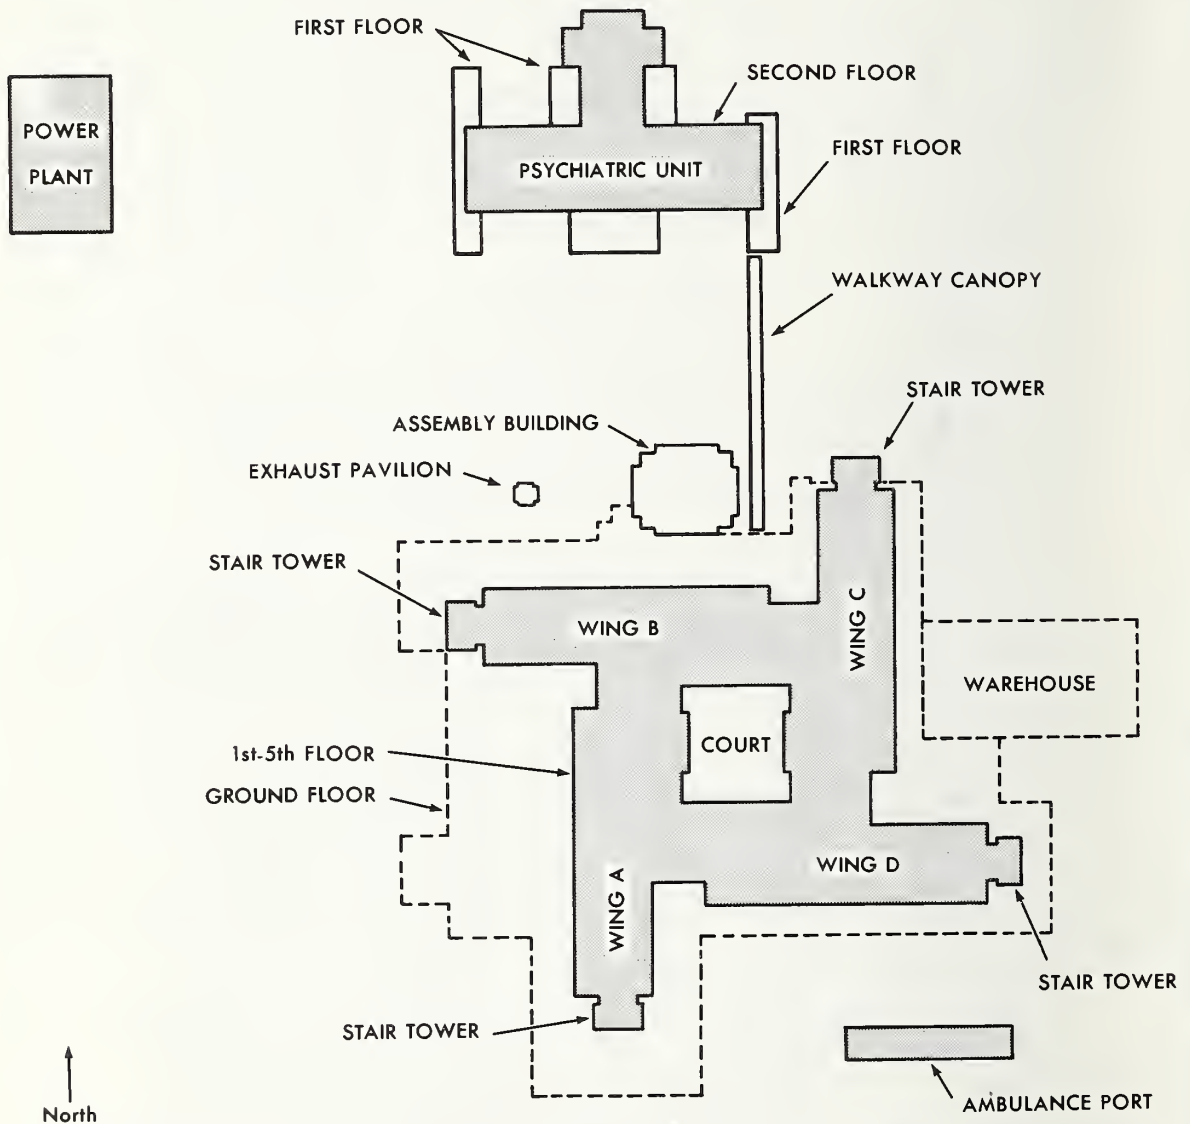 FIRST FLOOR
SECOND FLOOR
POWER
PLANT
FIRST FLOOR
PSYCHIATRIC UNIT
WALKWAY CANOPY
STAIR TOWER
ASSEMBLY BUILDING
EXHAUST PAVILION
STAIR TOWER
WING B
WING C
WAREHOUSE
COURT
1st-5th FLOOR
GROUND FLOOR
WING D
WING A
STAIR TOWER
STAIR TOWER
AMBULANCE PORT
North